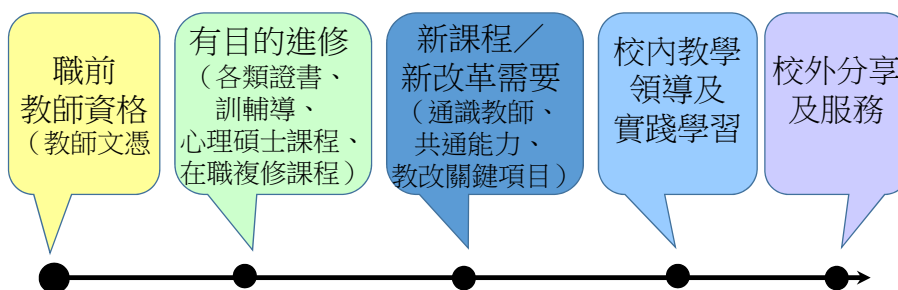 職前
教師資格
（教師文憑
有目的進修
（各類證書、
訓輔導、
心理碩士課程、
在職複修課程）
新課程／
新改革需要
（通識教師、
共通能力、
教改關鍵項目）
校內教學
領導及
實踐學習
校外分享
及服務